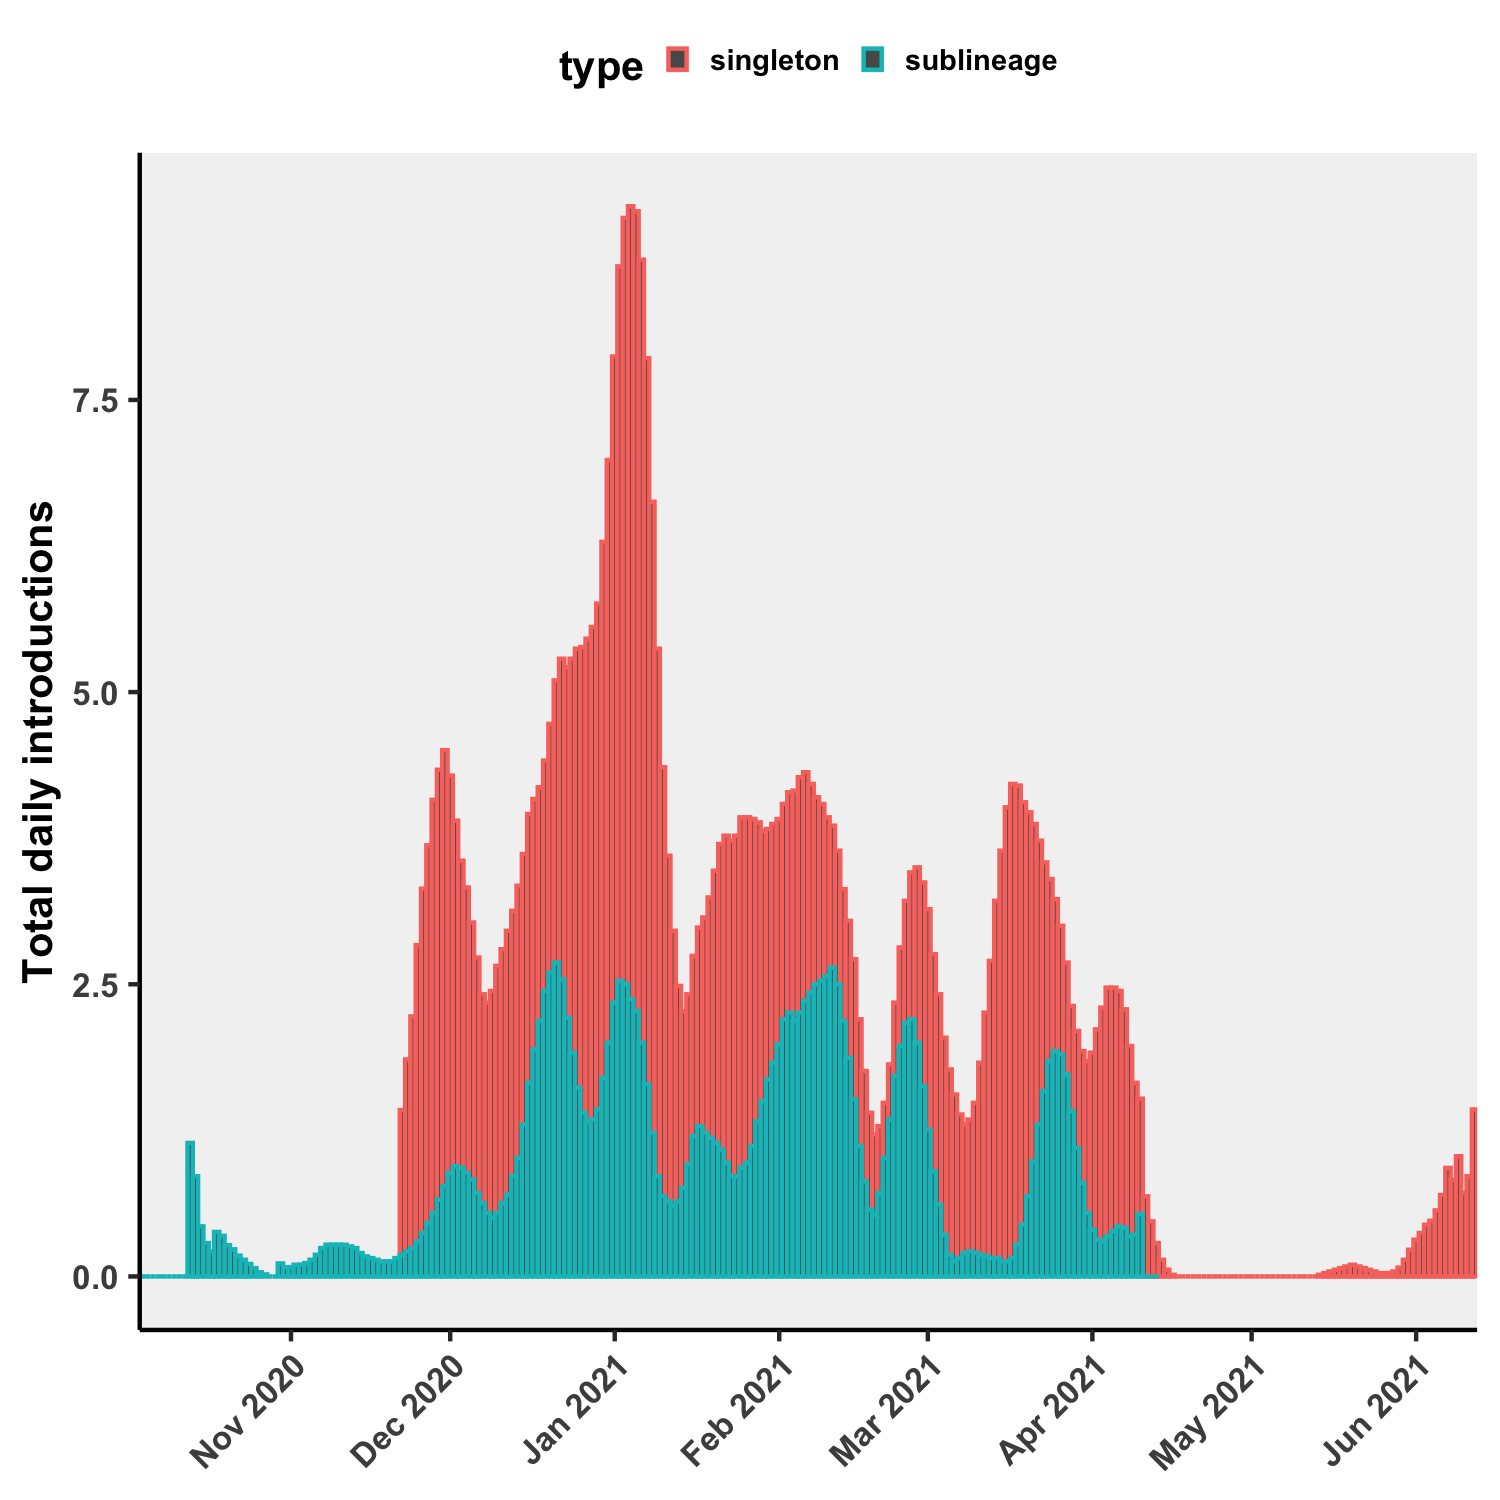 type singleton sublineage
Total daily introductions
7.5
5.0
2.5
0.0
Nov 2020
Dec 2020
Jan 2021
Feb 2021
Mar 2021
Apr 2021
May 2021
Jun 2021